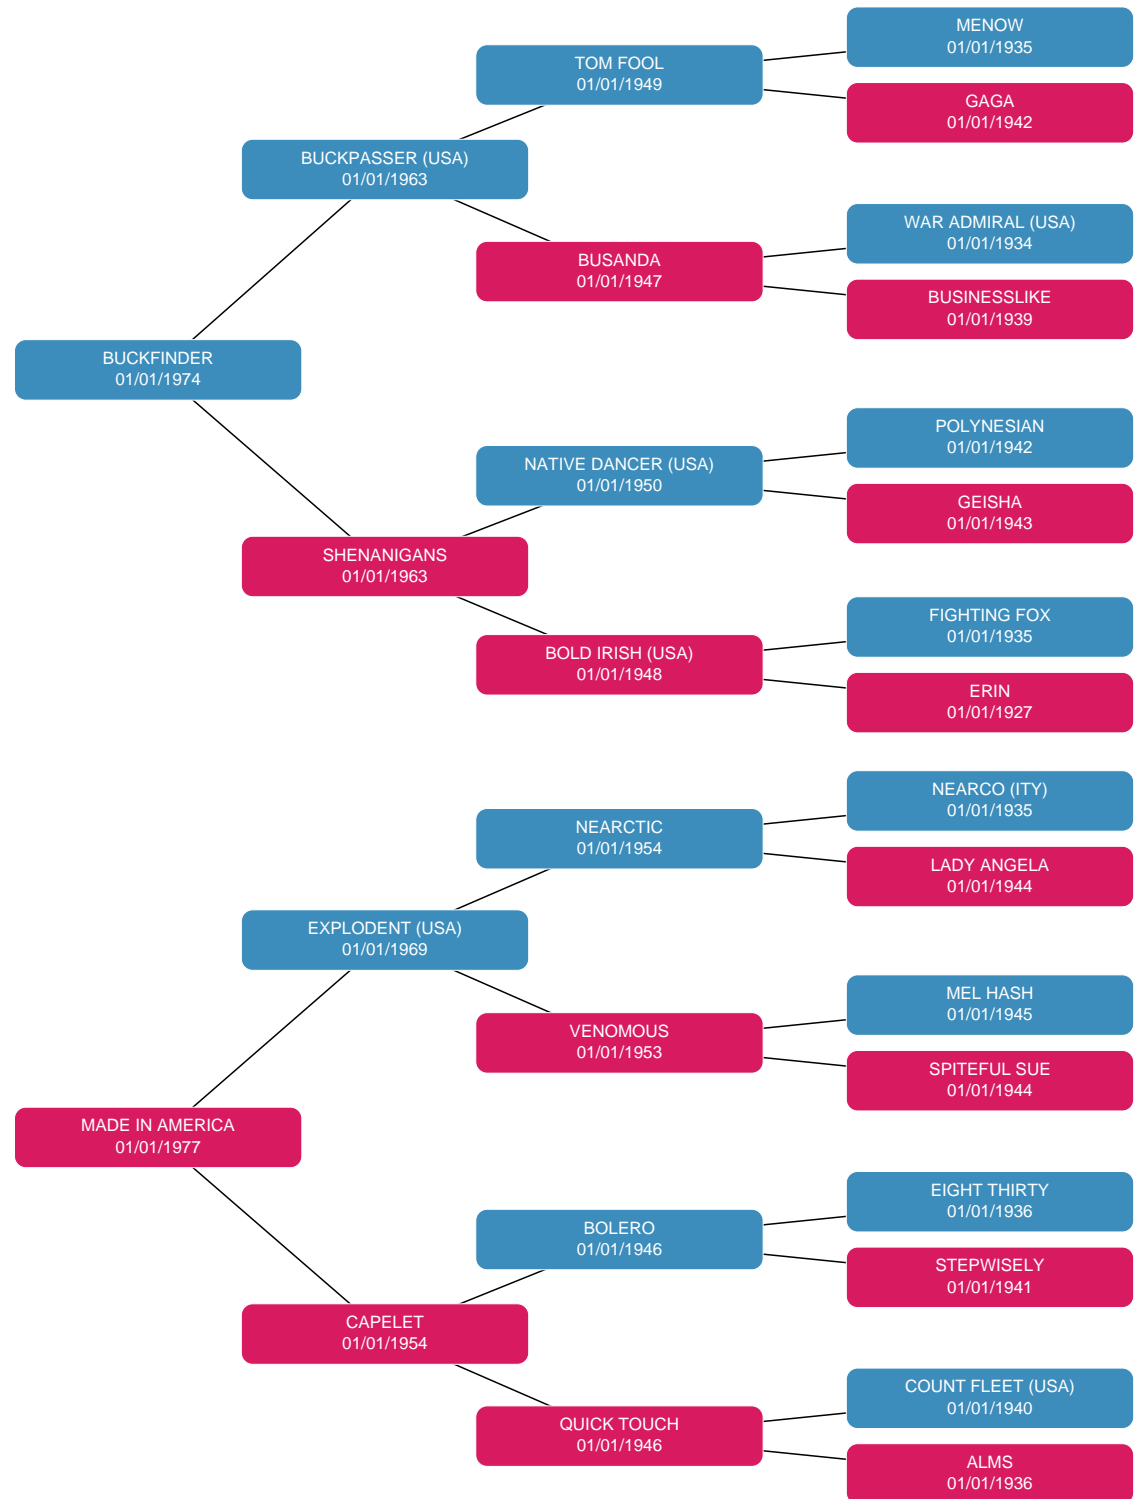 MENOW
01/01/1935
TOM FOOL
01/01/1949
GAGA
01/01/1942
BUCKPASSER (USA)
01/01/1963
WAR ADMIRAL (USA)
01/01/1934
BUSANDA
01/01/1947
BUSINESSLIKE
01/01/1939
BUCKFINDER
01/01/1974
POLYNESIAN
01/01/1942
NATIVE DANCER (USA)
01/01/1950
GEISHA
01/01/1943
SHENANIGANS
01/01/1963
FIGHTING FOX
01/01/1935
BOLD IRISH (USA)
01/01/1948
ERIN
01/01/1927
NEARCO (ITY)
01/01/1935
NEARCTIC
01/01/1954
LADY ANGELA
01/01/1944
EXPLODENT (USA)
01/01/1969
MEL HASH
01/01/1945
VENOMOUS
01/01/1953
SPITEFUL SUE
01/01/1944
MADE IN AMERICA
01/01/1977
EIGHT THIRTY
01/01/1936
BOLERO
01/01/1946
STEPWISELY
01/01/1941
CAPELET
01/01/1954
COUNT FLEET (USA)
01/01/1940
QUICK TOUCH
01/01/1946
ALMS
01/01/1936